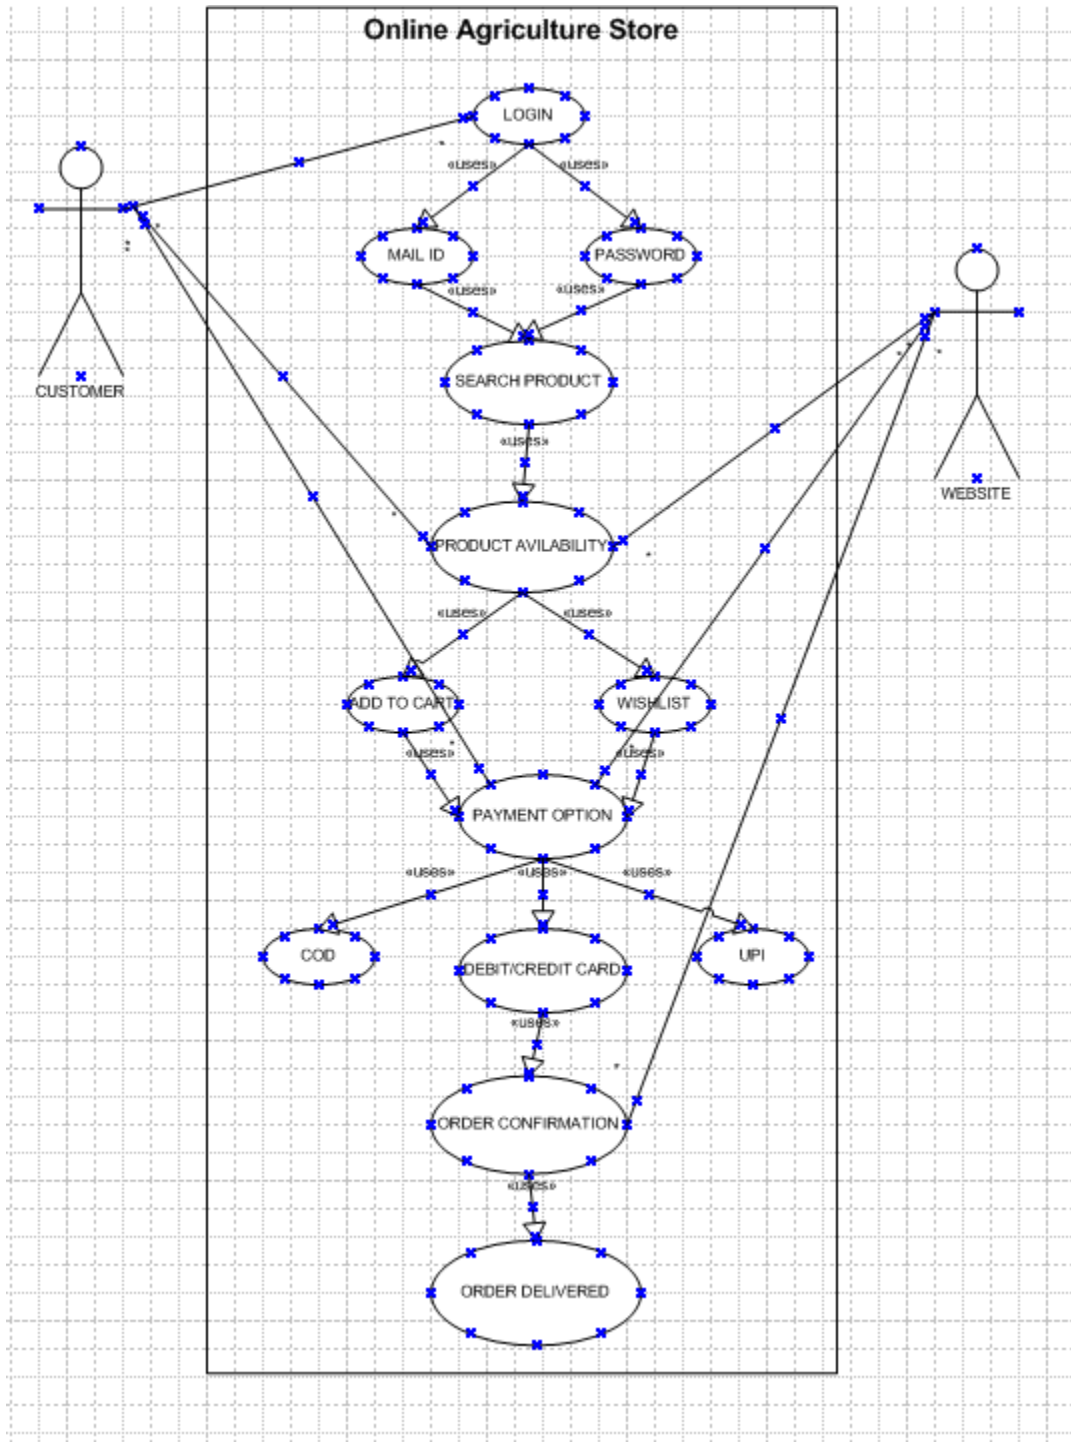 Online Agriculture Store
LOGIN
«uses» «uses»
MAIL ID PASSWORD
«uses» «uses»
SEARCH PRODUCT
CUSTOMER
«uses»
WEBSITE
PRODUCT AVILABILITY
«uses» «uses»
ADD TO CART WISHLIST
«uses» «uses»
PAYMENT OPTION
«uses» «uses» «uses»
COD UPI
DEBIT/CREDIT CARD
«uses»
ORDER CONFIRMATION
«uses»
ORDER DELIVERED